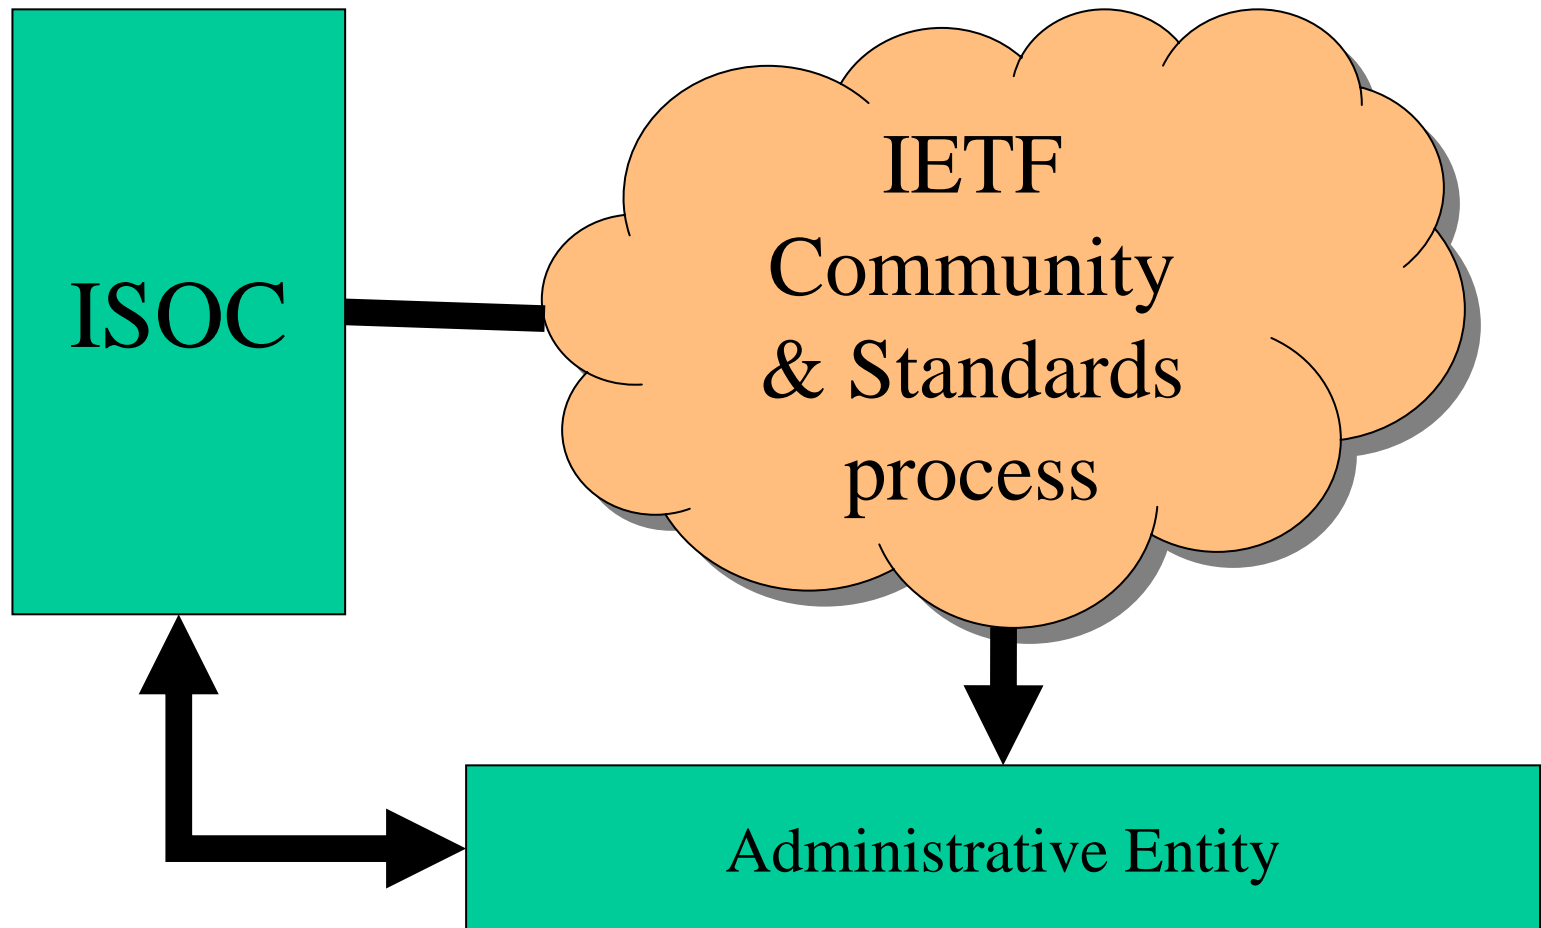 ISOC
IETF
Community
& Standards
process
Administrative Entity